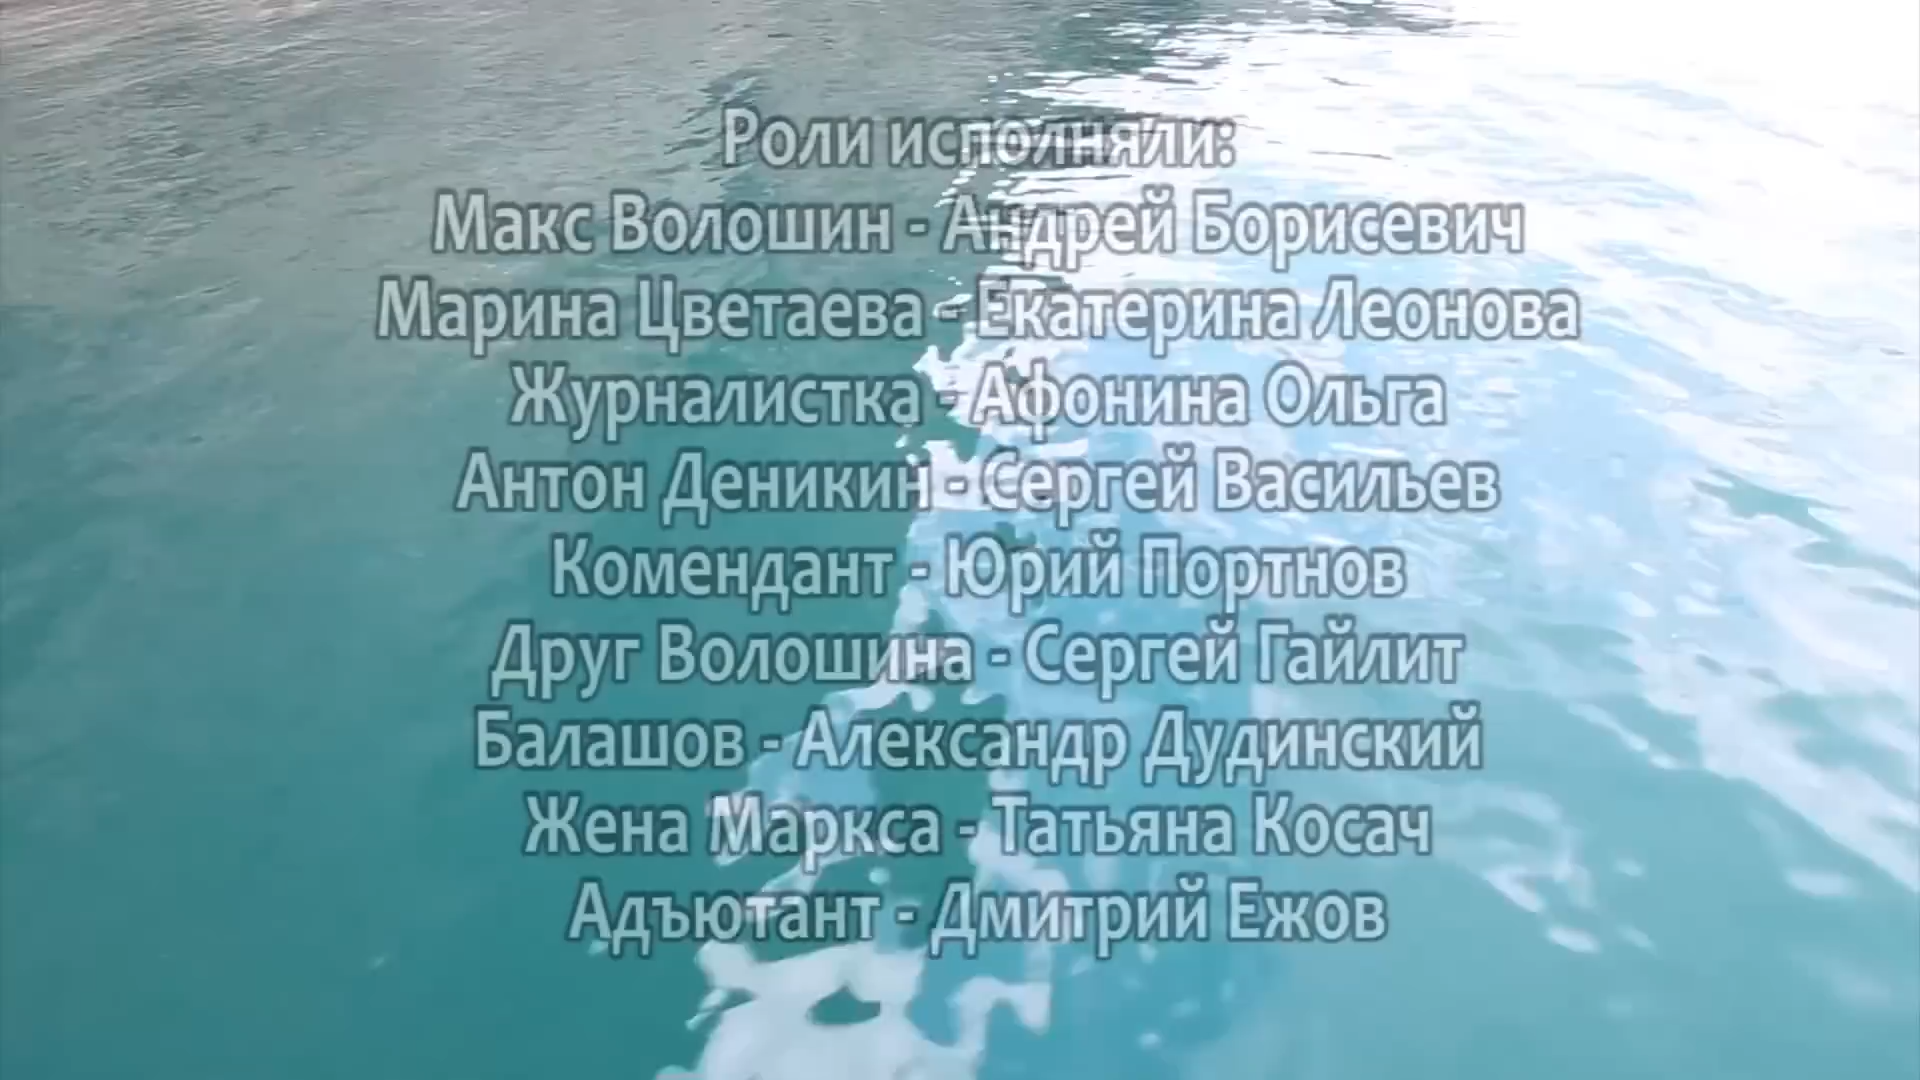 Роли исполняли:
Макс Волошин - Андрей Борисевич
Марина Цветаева - Екатерина Леонова
Журналистка - Афонина Ольга
Антон Деникин - Сергей Васильев
Комендант - Юрий Портнов
Друг Волошина - Сергей Гайлит
Балашов - Александр Дудинский
Жена Маркса - Татьяна Косач
Адъютант - Дмитрий Ежов